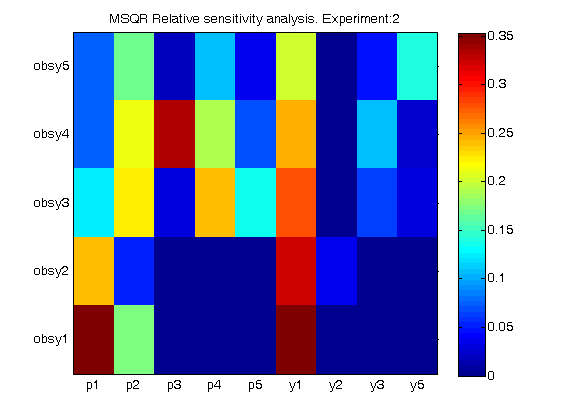 MSQR Relative sensitivity analysis. Experiment:2
obsy5
obsy4
obsy3
obsy2
obsy1
p1 p2 p3 p4 p5 y1 y2 y3 y5
0.35
0.3
0.25
0.2
0.15
0.1
0.05
0